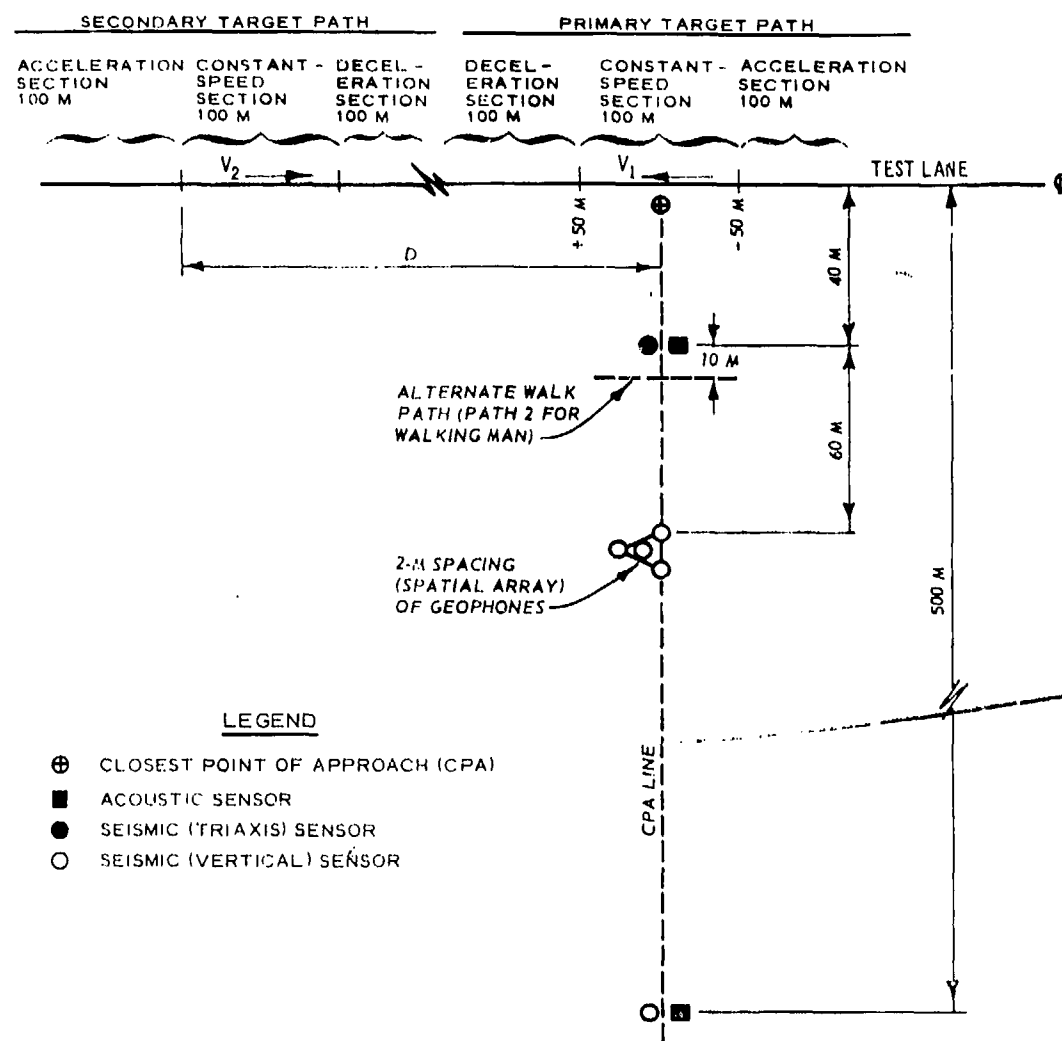 SECONDARY TARGET PATH
PRIMARY TARGET PATH
ACCELERATION
SECTION
100 M
CONSTANT-
SPEED
SECTION
100 M
DECEL-
ERATION
SECTION
100 M
DECEL-
ERATION
SECTION
100 M
CONSTANT-
SPEED
SECTION
100 M
ACCELERATION
SECTION
100 M
V2
V1
TEST LANE
+50 M
-50 M
D
40 M
10 M
ALTERNATE WALK
PATH (PATH 2 FOR
WALKING MAN)
60 M
2-M SPACING
(SPATIAL ARRAY)
OF GEOPHONES
500 M
CPA LINE
LEGEND
CLOSEST POINT OF APPROACH (CPA)
ACOUSTIC SENSOR
SEISMIC (TRIAXIS) SENSOR
SEISMIC (VERTICAL) SENSOR